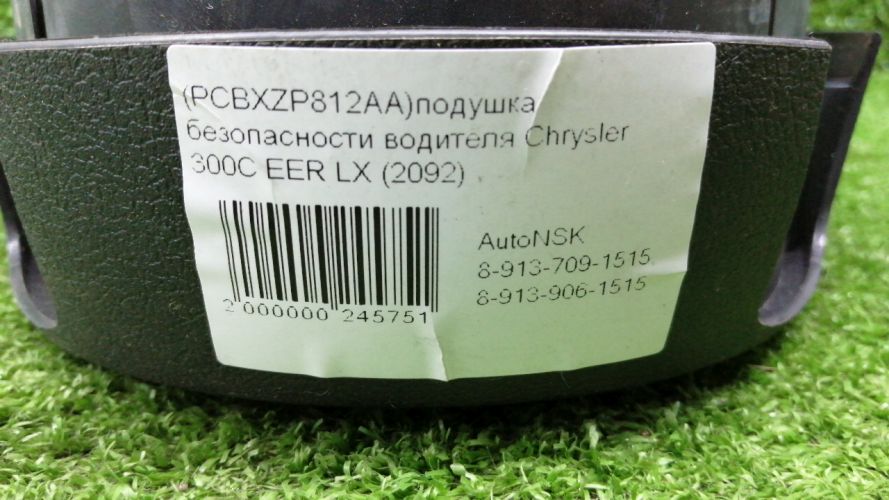 (PCBXZP812AA)подушка
безопасности водителя Chrysler
300C EER LX (2092)
AutoNSK
8-913-709-1515
8-913-906-1515
2 000000 245751